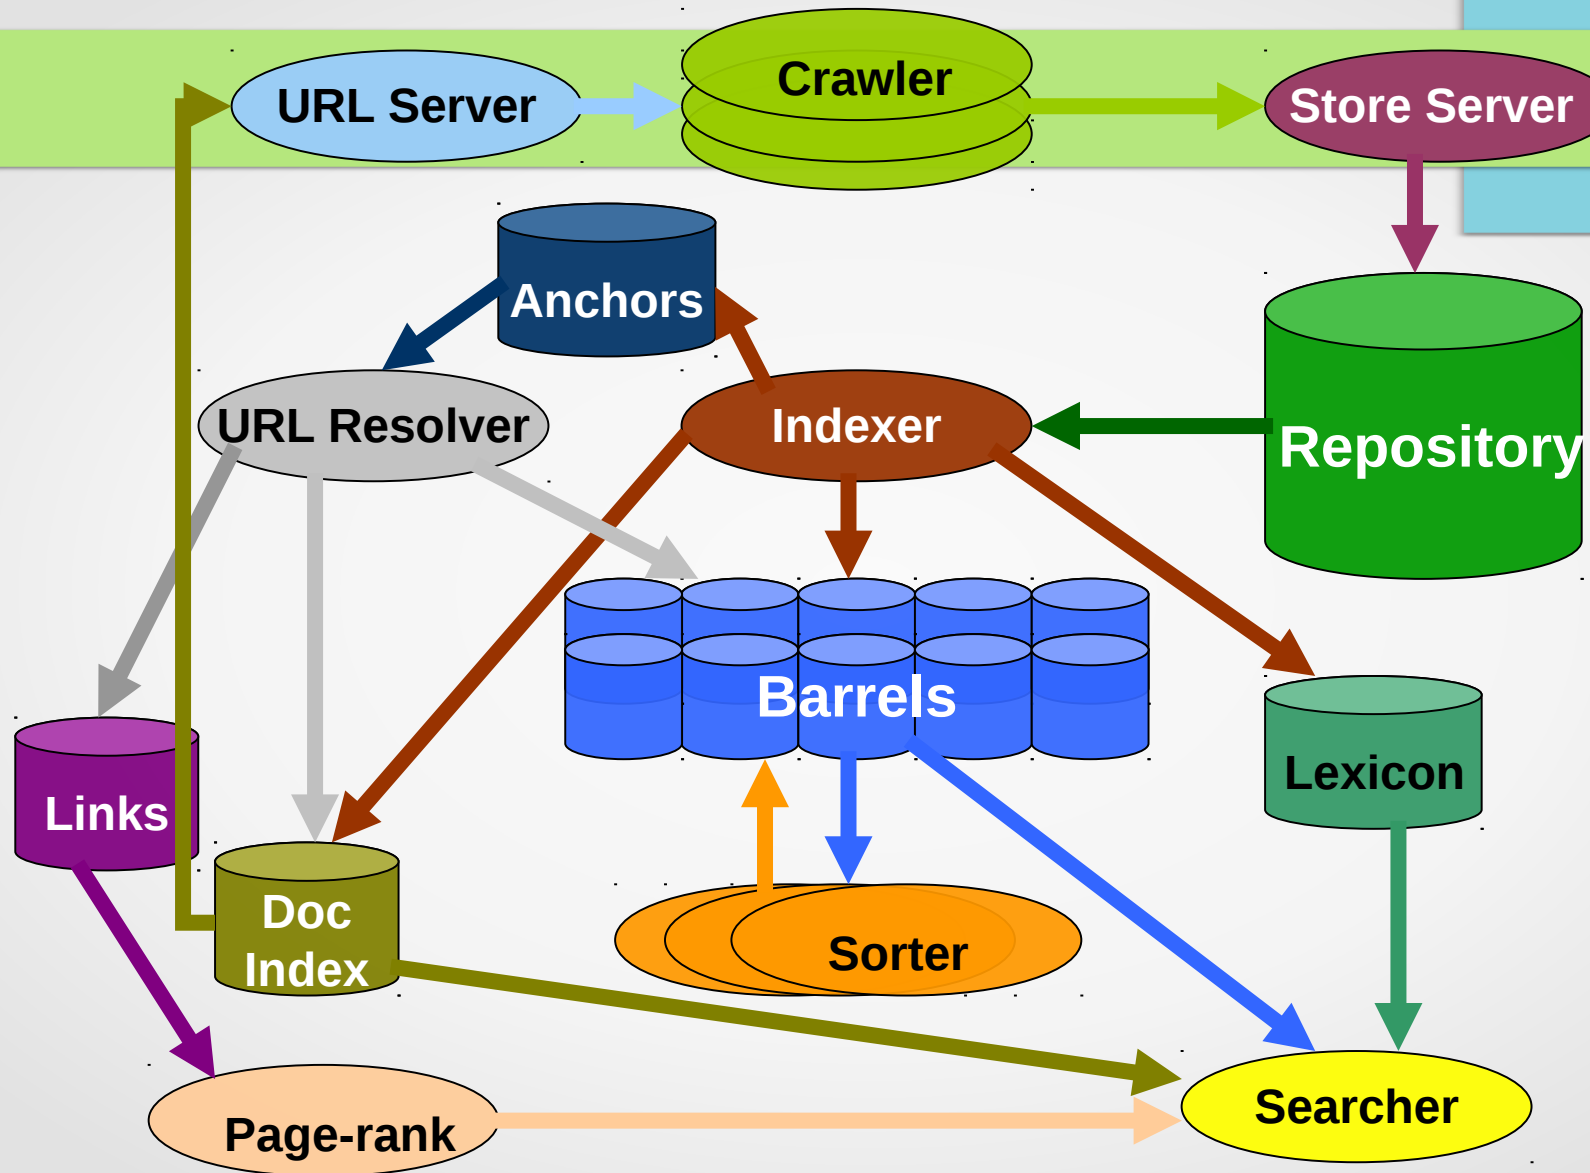 URL Server
Crawler
Store Server
Anchors
URL Resolver
Indexer
Repository
Barrels
Lexicon
Links
Doc
Index
Sorter
Page-rank
Searcher